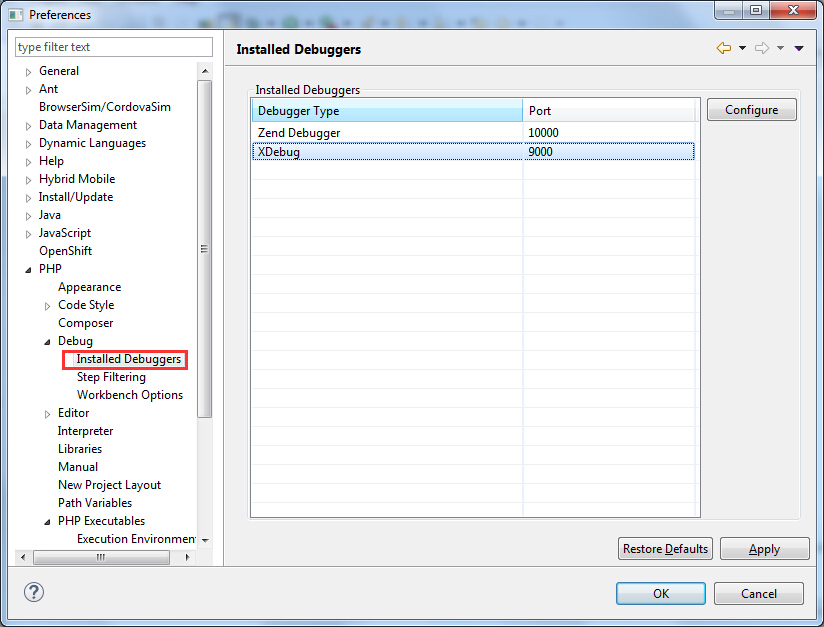 Preferences
type filter text
General
Ant
BrowserSim/CordovaSim
Data Management
Dynamic Languages
Help
Hybrid Mobile
Install/Update
Java
JavaScript
OpenShift
PHP
Appearance
Code Style
Composer
Debug
Installed Debuggers
Step Filtering
Workbench Options
Editor
Interpreter
Libraries
Manual
New Project Layout
Path Variables
PHP Executables
Execution Environmen
Installed Debuggers
Installed Debuggers
Debugger Type Port
Zend Debugger 10000
XDebug 9000
Configure
Restore Defaults Apply
OK Cancel